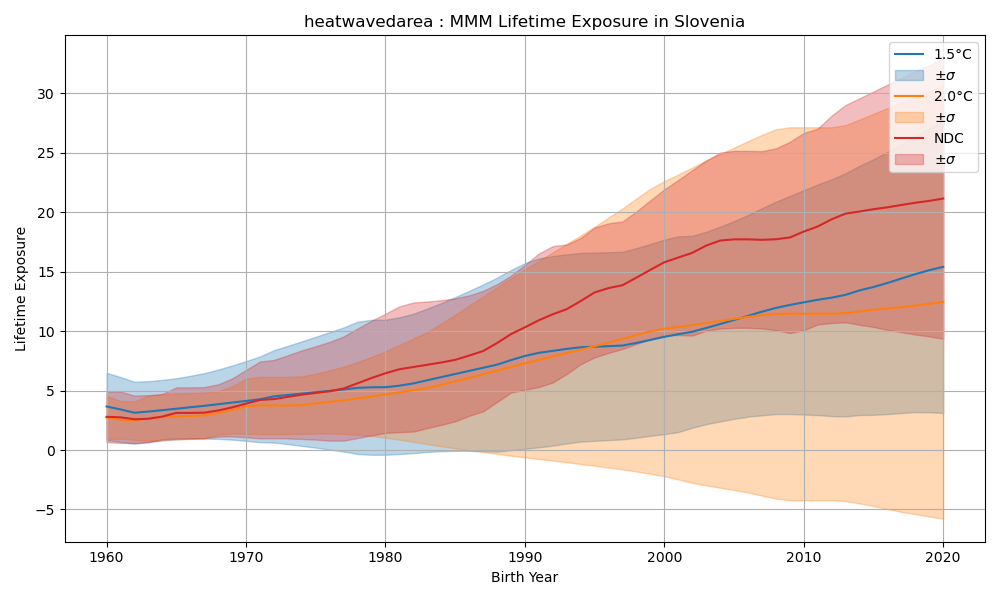 heatwavedarea : MMM Lifetime Exposure in Slovenia
1.5°C
±σ
2.0°C
±σ
NDC
±σ
Lifetime Exposure
30
25
20
15
10
5
0
−5
1960 1970 1980 1990 2000 2010 2020
Birth Year